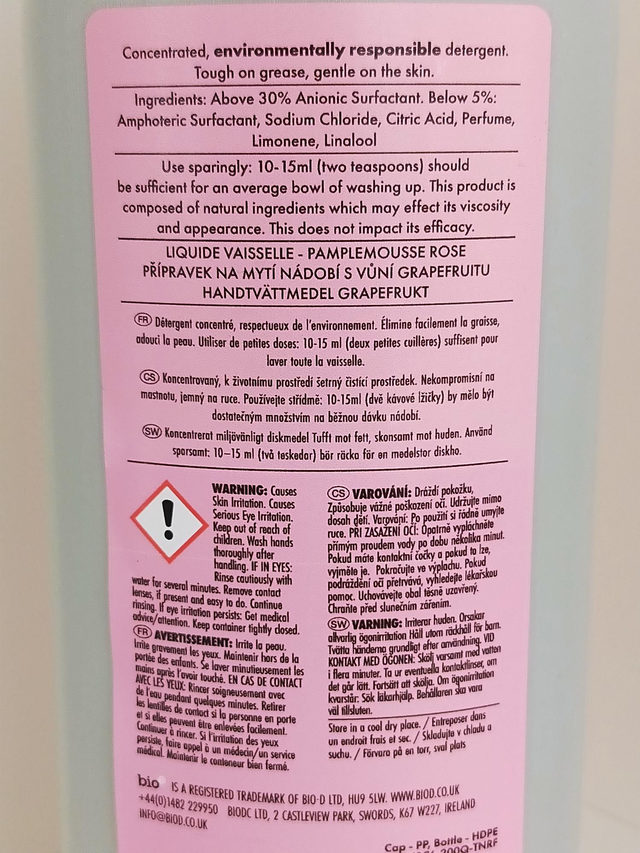 Concentrated, environmentally responsible detergent.
Tough on grease, gentle on the skin.
Ingredients: Above 30% Anionic Surfactant. Below 5%:
Amphoteric Surfactant, Sodium Chloride, Citric Acid, Perfume,
Limonene, Linalool
Use sparingly: 10-15ml (two teaspoons) should
be sufficient for an average bowl of washing up. This product is
composed of natural ingredients which may effect its viscosity
and appearance. This does not impact its efficacy.
LIQUIDE VAISSELLE - PAMPLEMOUSSE ROSE
PŘÍPRAVEK NA MYTÍ NÁDOBÍ S VŮNÍ GRAPEFRUITU
HANDTVÄTTMEDEL GRAPEFRUKT
FR Détergent concentré, respectueux de l'environnement. Élimine facilement la graisse,
adouci la peau. Utiliser de petites doses: 10-15 ml (deux petites cuillères) suffisent pour
laver toute la vaisselle.
CS Koncentrovaný, k životnímu prostředí šetrný čistící prostředek. Nekompromisní na
mastnotu, jemný na ruce. Používejte střídmě: 10-15ml (dvě kávové lžičky) by mělo být
dostatečným množstvím na běžnou dávku nádobí.
SW Koncentrerat miljövänligt diskmedel Tufft mot fett, skonsamt mot huden. Använd
sparsamt: 10–15 ml (två teskedar) bör räcka för en medelstor diskho.
WARNING: Causes
Skin Irritation. Causes
Serious Eye Irritation.
Keep out of reach of
children. Wash hands
thoroughly after
handling. IF IN EYES:
Rinse cautiously with
water for several minutes. Remove contact
lenses, if present and easy to do. Continue
rinsing. If eye irritation persists: Get medical
advice/attention. Keep container tightly closed.
FR AVERTISSEMENT: Irrite la peau.
Irrite gravement les yeux. Maintenir hors de la
portée des enfants. Se laver minutieusement les
mains après l'avoir touché. EN CAS DE CONTACT
AVEC LES YEUX: Rincer soigneusement avec
de l'eau pendant quelques minutes. Retirer
les lentilles de contact si la personne en porte
et si elles peuvent être enlevées facilement.
Continuer à rincer. Si l'irritation des yeux
persiste, faire appel à un médecin/un service
médical. Maintenir le conteneur bien fermé.
CS VAROVÁNÍ: Dráždí pokožku,
Způsobuje vážné poškození očí. Udržujte mimo
dosah dětí. Varování: Po použití si řádně umyjte
ruce. PŘI ZASAŽENÍ OČÍ: Opatrně vypláchněte
přímým proudem vody po dobu několika minut.
Pokud máte kontaktní čočky a pokud to lze,
vyjměte je. Pokračujte ve výplachu. Pokud
podráždění očí přetrvává, vyhledejte lékařskou
pomoc. Uchovávejte obal těsně uzavřený.
Chraňte před slunečním zářením.
SW VARNING: Irriterar huden. Orsakar
allvarlig ögonirritation Håll utom räckhåll för barn.
Tvätta händerna grundligt efter användning. VID
KONTAKT MED ÖGONEN: Skölj varsamt med vatten
i flera minuter. Ta ur eventuella kontaktlinser, om
det går lätt. Fortsätt att skölja. Om ögonirritation
kvarstår: Sök läkarhjälp. Behållaren ska vara
väl tillsluten.
Store in a cool dry place. / Entreposer dans
un endroit frais et sec. / Skladujte v chladu a
suchu. / Förvara på en torr, sval plats
bio IS A REGISTERED TRADEMARK OF BIO-D LTD, HU9 5LW. WWW.BIOD.CO.UK
+44(0)1482 229950 BIODC LTD, 2 CASTLEVIEW PARK, SWORDS, K67 W227, IRELAND
INFO@BIOD.CO.UK
Cap - PP, Bottle - HDPE
200Q-TNRF